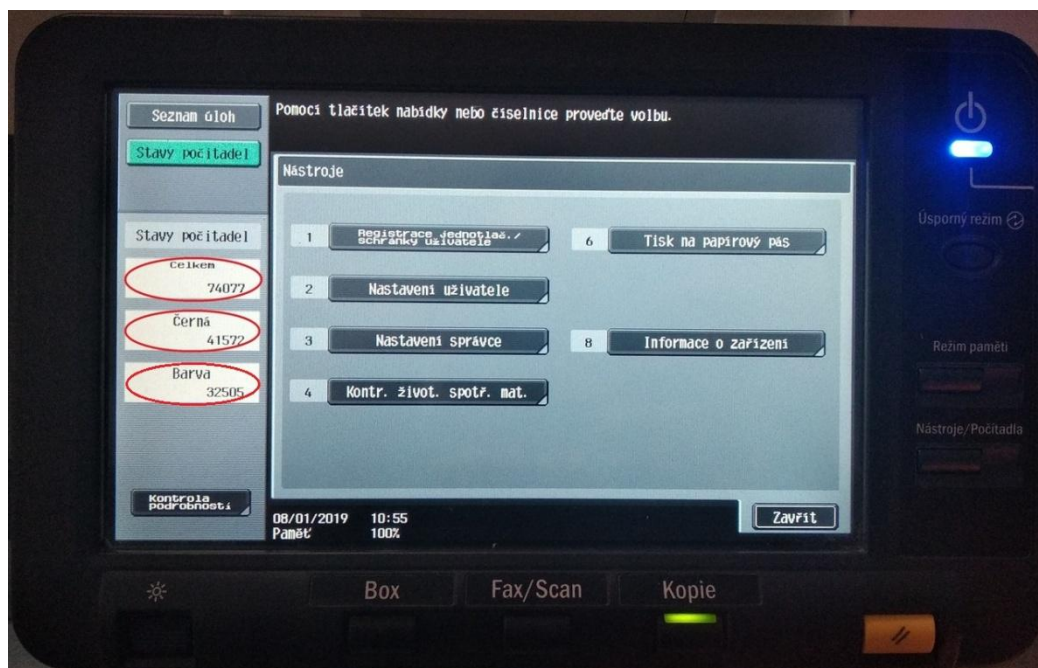 Seznam úloh
Stavy počitadel
Pomocí tlačítek nabídky nebo číselnice proveďte volbu.
Nástroje
Stavy počitadel
Celkem
74077
Černá
41572
Barva
32505
Kontrola
podrobností
1 Registrace jednotlač./
schránky uživatele
2 Nastavení uživatele
3 Nastavení správce
4 Kontr. život. spotř. mat.
6 Tisk na papírový pás
8 Informace o zařízení
08/01/2019 10:55
Paměť 100%
Zavřít
Úsporný režim
Režim paměti
Nástroje/Počítadla
Box
Fax/Scan
Kopie